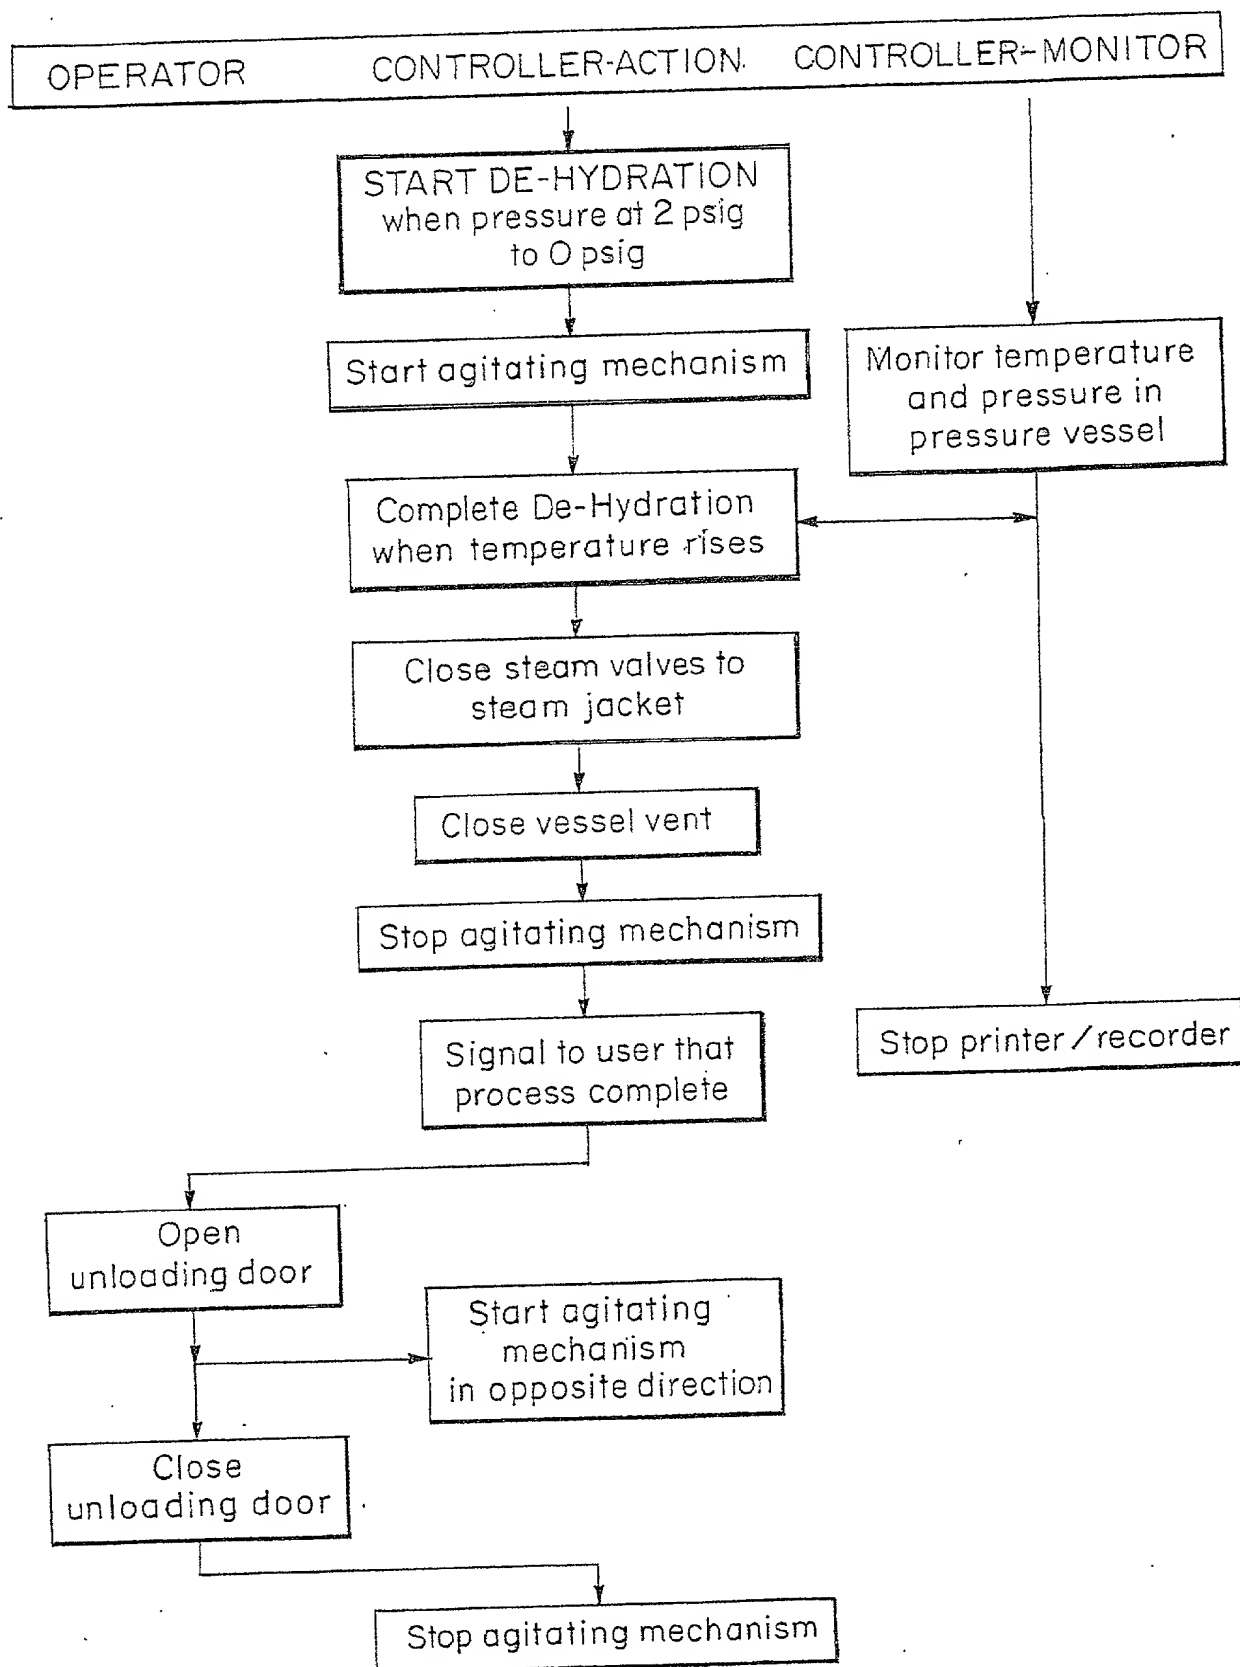 OPERATOR CONTROLLER-ACTION. CONTROLLER-MONITOR
START DE-HYDRATION
when pressure at 2 psig
to 0 psig
Start agitating mechanism
Monitor temperature
and pressure in
pressure vessel
Complete De-Hydration
when temperature rises
Close steam valves to
steam jacket
Close vessel vent
Stop agitating mechanism
Signal to user that
process complete
Stop printer/recorder
Open
unloading door
Start agitating
mechanism
in opposite direction
Close
unloading door
Stop agitating mechanism